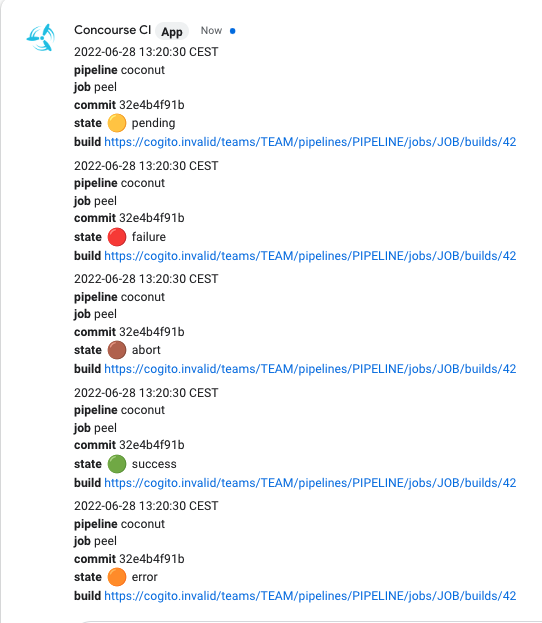 Concourse CI App Now
2022-06-28 13:20:30 CEST
pipeline coconut
job peel
commit 32e4b4f91b
state 🟡 pending
build https://cogito.invalid/teams/TEAM/pipelines/PIPELINE/jobs/JOB/builds/42
2022-06-28 13:20:30 CEST
pipeline coconut
job peel
commit 32e4b4f91b
state 🔴 failure
build https://cogito.invalid/teams/TEAM/pipelines/PIPELINE/jobs/JOB/builds/42
2022-06-28 13:20:30 CEST
pipeline coconut
job peel
commit 32e4b4f91b
state 🟤 abort
build https://cogito.invalid/teams/TEAM/pipelines/PIPELINE/jobs/JOB/builds/42
2022-06-28 13:20:30 CEST
pipeline coconut
job peel
commit 32e4b4f91b
state 🟢 success
build https://cogito.invalid/teams/TEAM/pipelines/PIPELINE/jobs/JOB/builds/42
2022-06-28 13:20:30 CEST
pipeline coconut
job peel
commit 32e4b4f91b
state 🟠 error
build https://cogito.invalid/teams/TEAM/pipelines/PIPELINE/jobs/JOB/builds/42